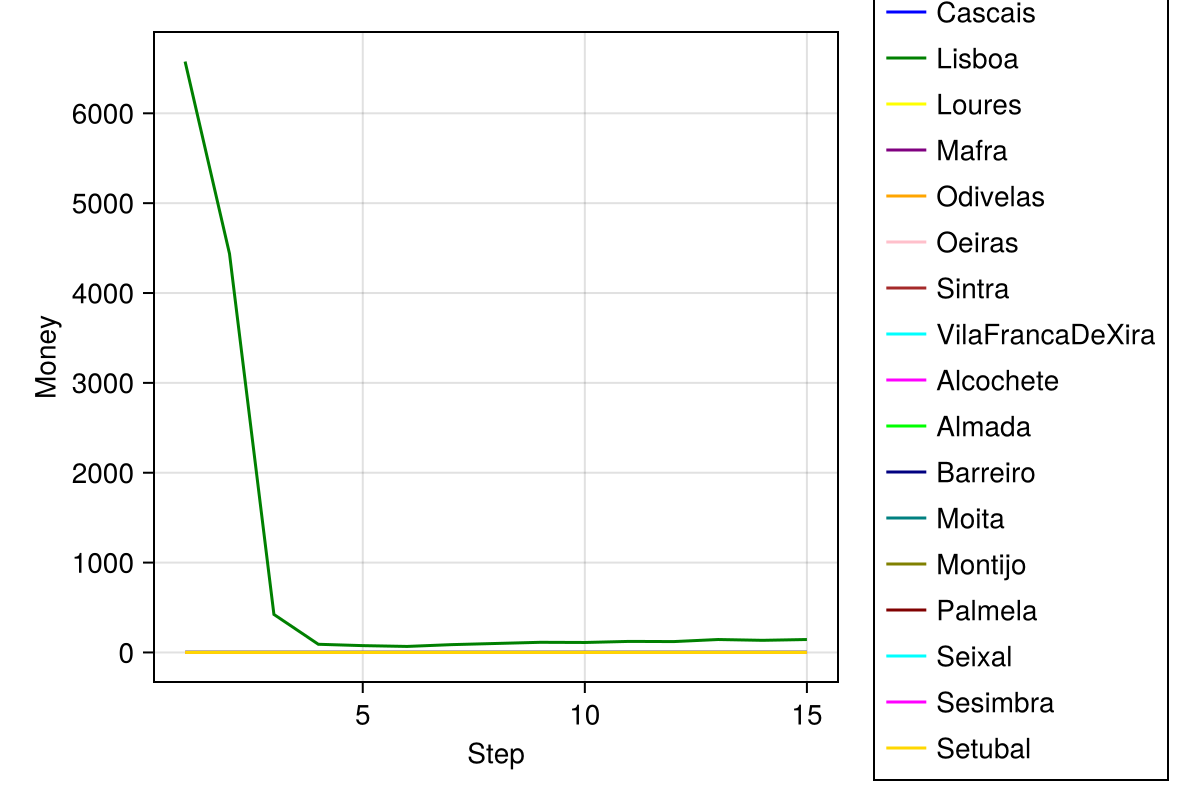 Money
6000
5000
4000
3000
2000
1000
0
5
10
15
Step
Cascais
Lisboa
Loures
Mafra
Odivelas
Oeiras
Sintra
VilaFrancaDeXira
Alcochete
Almada
Barreiro
Moita
Montijo
Palmela
Seixal
Sesimbra
Setubal